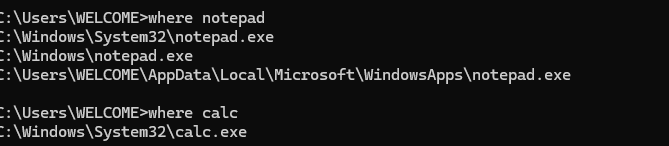 C:\Users\WELCOME>where notepad
C:\Windows\System32\notepad.exe
C:\Windows\notepad.exe
C:\Users\WELCOME\AppData\Local\Microsoft\WindowsApps\notepad.exe
C:\Users\WELCOME>where calc
C:\Windows\System32\calc.exe